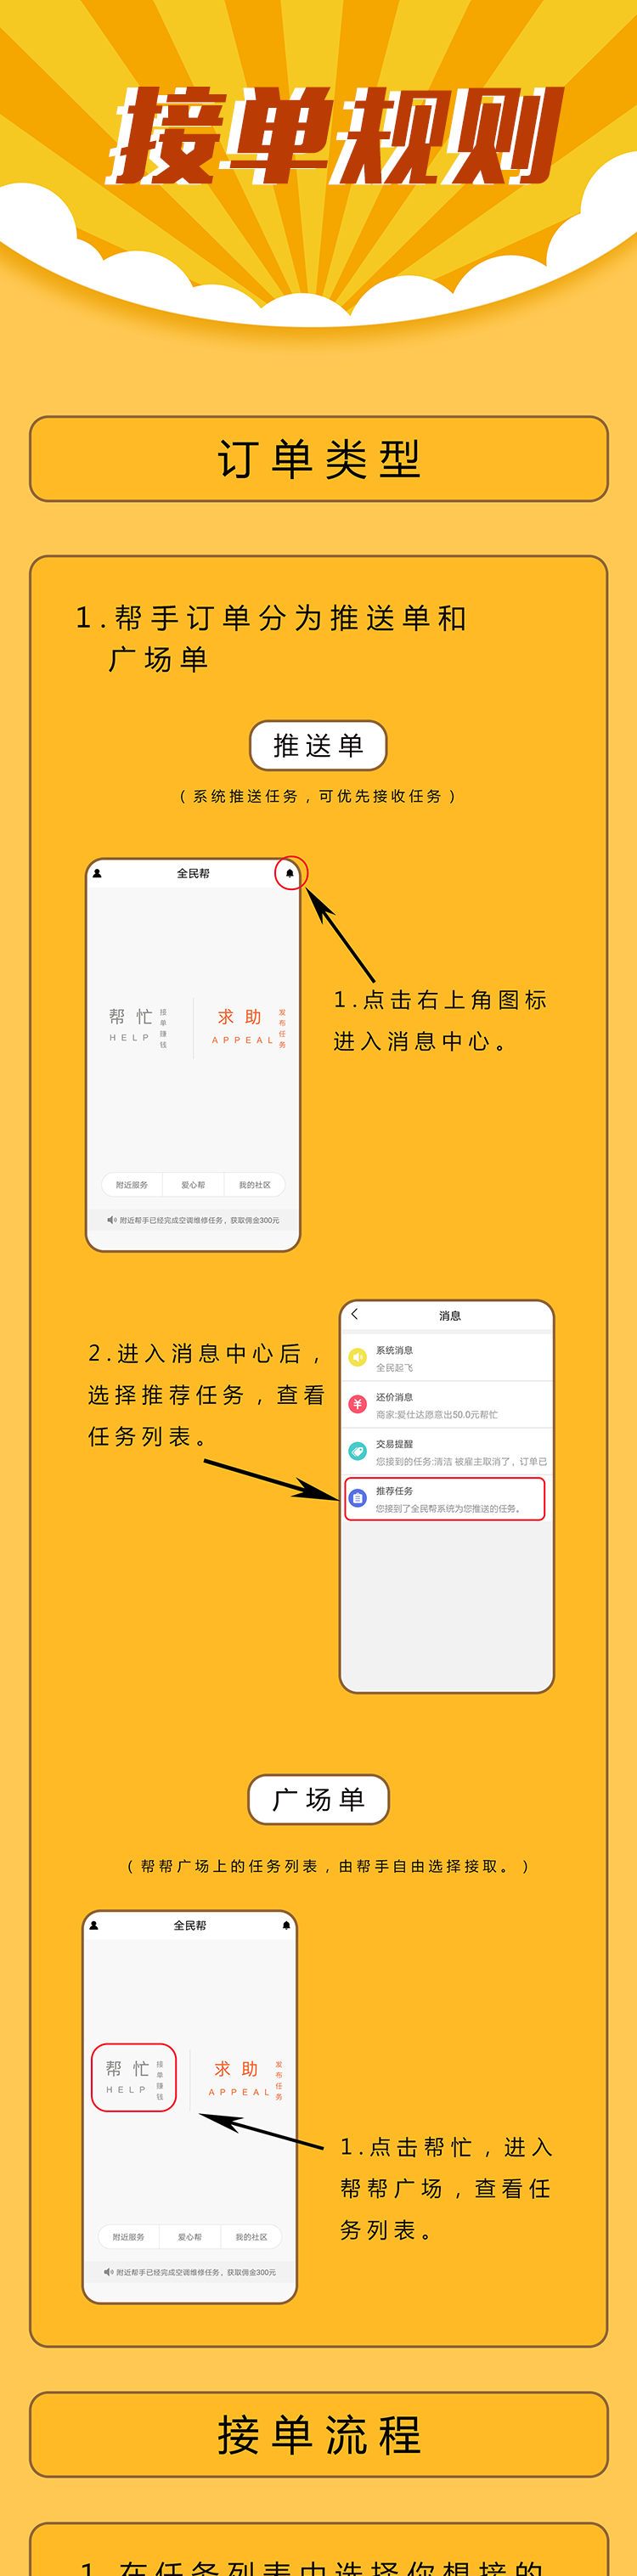 接单规则
订单类型
1.帮手订单分为推送单和
广场单
推送单
（系统推送任务，可优先接收任务）
全民帮
帮忙
HELP
接单赚钱
求助
APPEAL
发布任务
附近服务
爱心帮
我的社区
附近帮手已经完成空调维修任务，获取佣金300元
1.点击右上角图标
进入消息中心。
2.进入消息中心后，
选择推荐任务，查看
任务列表。
消息
系统消息
全民起飞
还价消息
商家:爱仕达愿意出50.0元帮忙
交易提醒
您接到的任务:清洁 被雇主取消了，订单已
推荐任务
您接到了全民帮系统为您推送的任务。
广场单
（帮帮广场上的任务列表，由帮手自由选择接取。）
全民帮
帮忙
HELP
接单赚钱
求助
APPEAL
发布任务
附近服务
爱心帮
我的社区
附近帮手已经完成空调维修任务，获取佣金300元
1.点击帮忙，进入
帮帮广场，查看任
务列表。
接单流程
1.在任务列表中选择你想接的